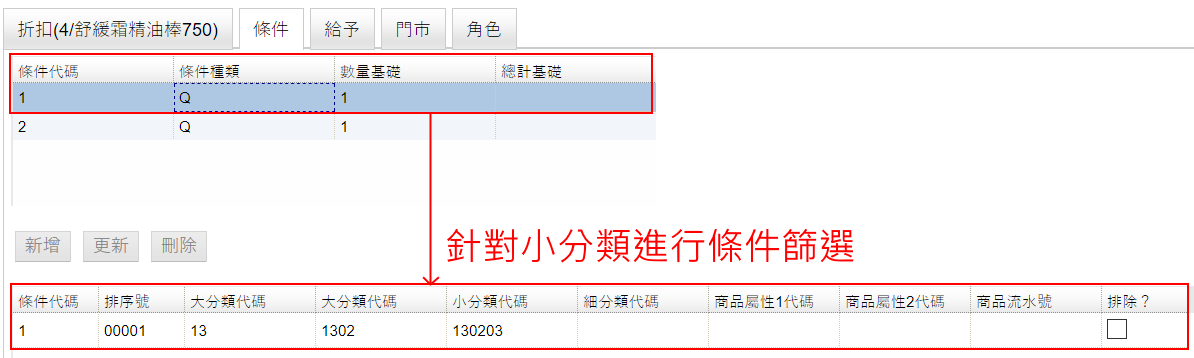 折扣(4/舒緩霜精油棒750) 條件 給予 門市 角色
條件代碼 條件種類 數量基礎 總計基礎
1 Q 1
2 Q 1
新增 更新 刪除
針對小分類進行條件篩選
條件代碼 排序號 大分類代碼 大分類代碼 小分類代碼 細分類代碼 商品屬性1代碼 商品屬性2代碼 商品流水號 排除？
1 00001 13 1302 130203